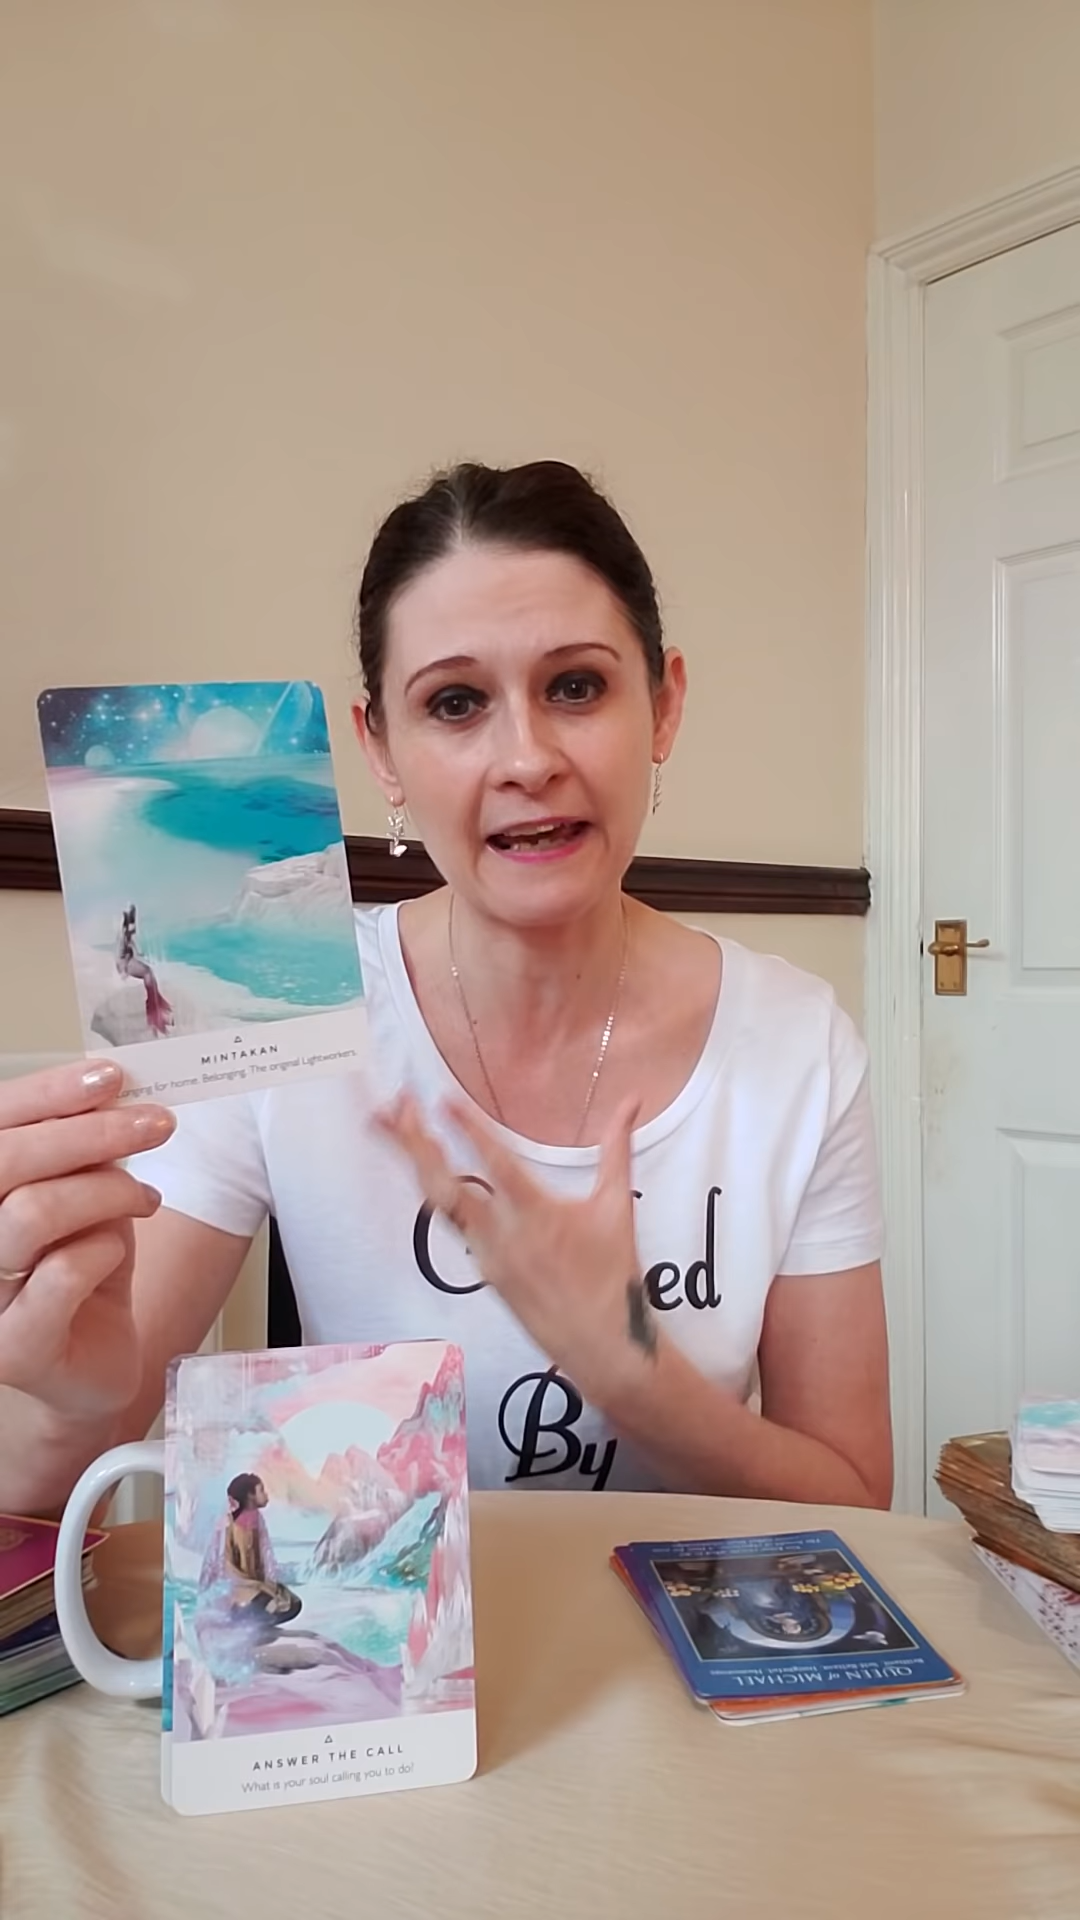 MINTAKAN
Longing for home. Belonging. The original Lightworkers.
ed
By
ANSWER THE CALL
What is your soul calling you to do?
QUEEN of MICHAEL